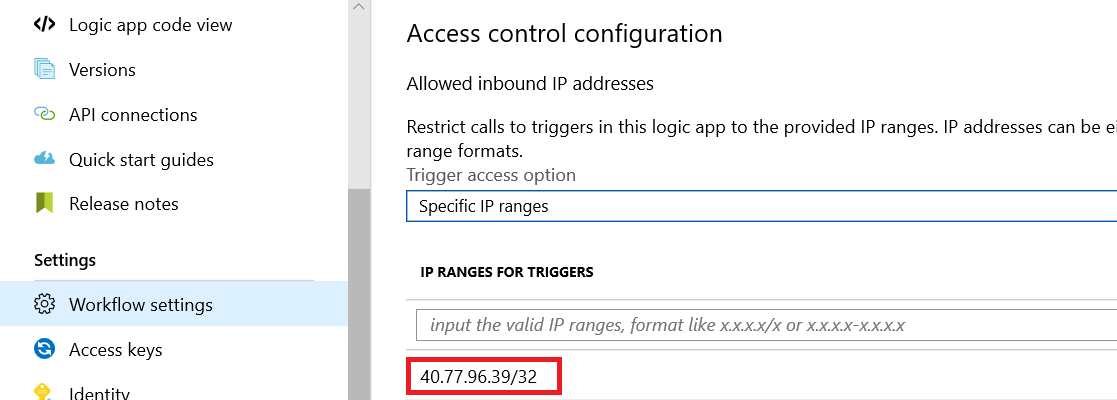 Logic app code view
Versions
API connections
Quick start guides
Release notes
Settings
Workflow settings
Access keys
Identity
Access control configuration
Allowed inbound IP addresses
Restrict calls to triggers in this logic app to the provided IP ranges. IP addresses can be ei
range formats.
Trigger access option
Specific IP ranges
IP RANGES FOR TRIGGERS
input the valid IP ranges, format like x.x.x.x/x or x.x.x.x-x.x.x.x
40.77.96.39/32